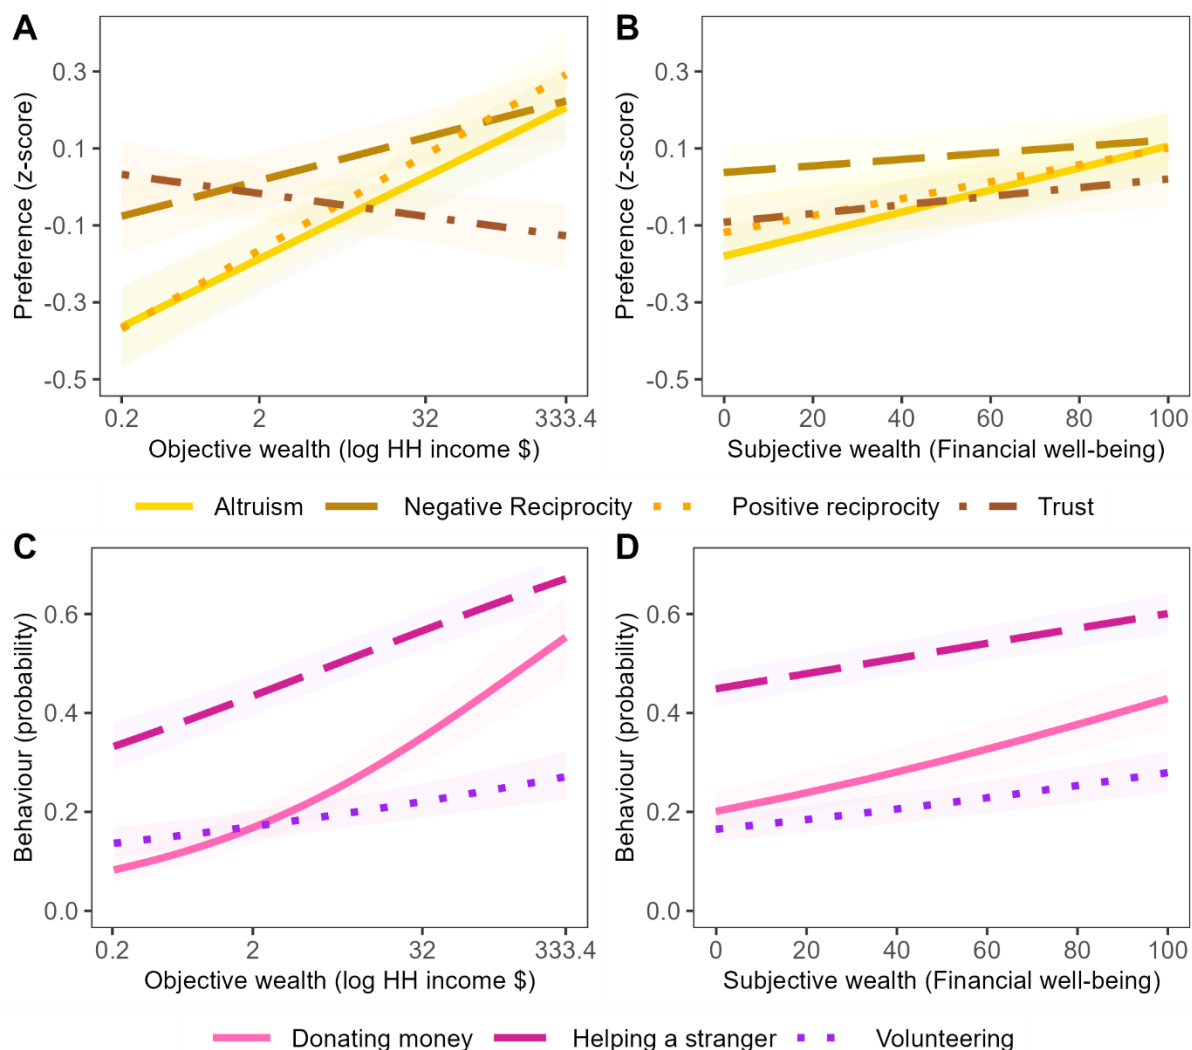 A
B
Preference (z-score)
0.3
0.1
-0.1
-0.3
-0.5
0.2 2 32 333.4
Objective wealth (log HH income $)
Preference (z-score)
0.3
0.1
-0.1
-0.3
-0.5
0 20 40 60 80 100
Subjective wealth (Financial well-being)
Altruism Negative Reciprocity Positive reciprocity Trust
C
D
Behaviour (probability)
0.6
0.4
0.2
0.0
0.2 2 32 333.4
Objective wealth (log HH income $)
Behaviour (probability)
0.6
0.4
0.2
0.0
0 20 40 60 80 100
Subjective wealth (Financial well-being)
Donating money Helping a stranger Volunteering